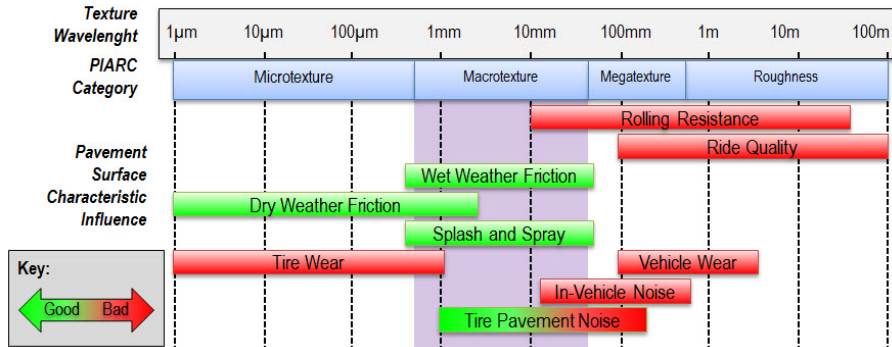 Texture
Wavelenght
1µm 10µm 100µm 1mm 10mm 100mm 1m 10m 100m
PIARC
Category
Microtexture Macrotexture Megatexture Roughness
Rolling Resistance
Ride Quality
Pavement
Surface
Characteristic
Influence
Wet Weather Friction
Dry Weather Friction
Splash and Spray
Tire Wear Vehicle Wear
In-Vehicle Noise
Tire Pavement Noise
Key:
Good Bad